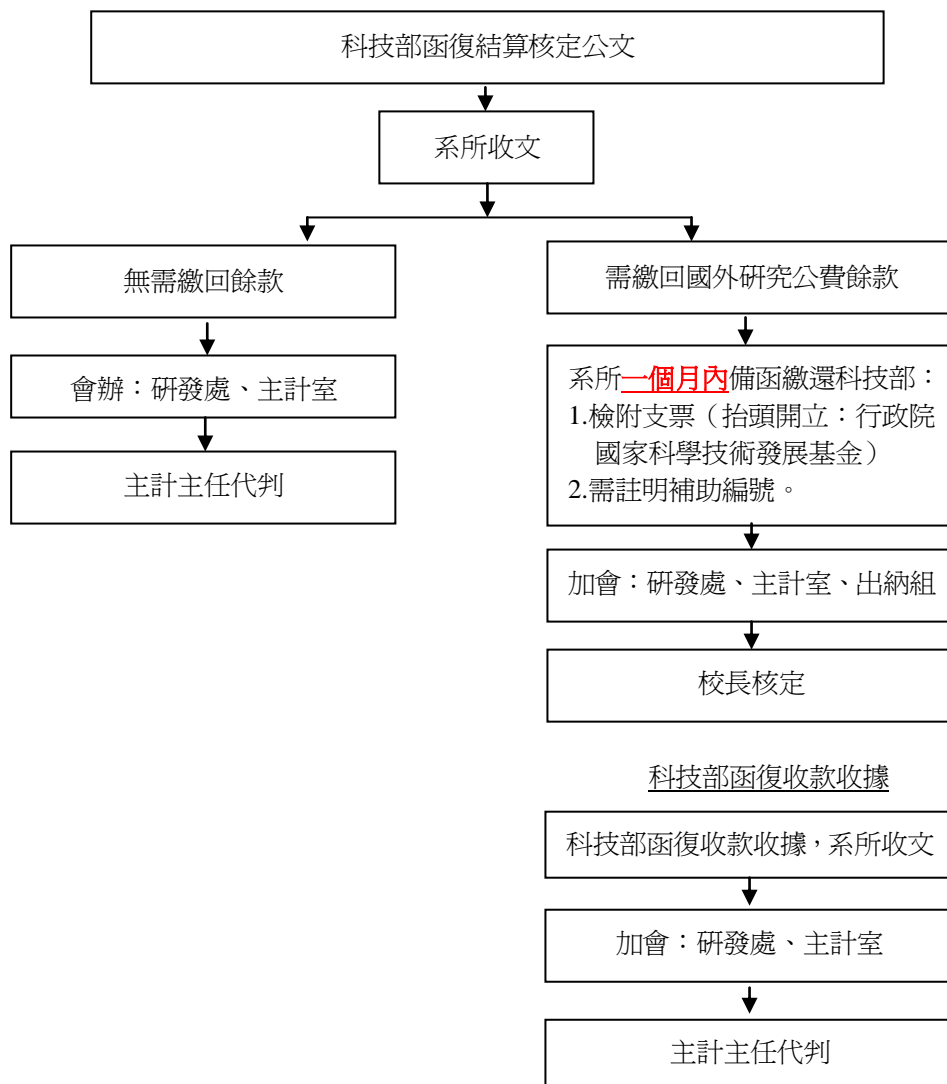 科技部函復結算核定公文
系所收文
無需繳回餘款
會辦：研發處、主計室
主計主任代判
需繳回國外研究公費餘款
系所一個月內備函繳還科技部：
1.檢附支票（抬頭開立：行政院
國家科學技術發展基金）
2.需註明補助編號。
加會：研發處、主計室、出納組
校長核定
科技部函復收款收據
科技部函復收款收據，系所收文
加會：研發處、主計室
主計主任代判